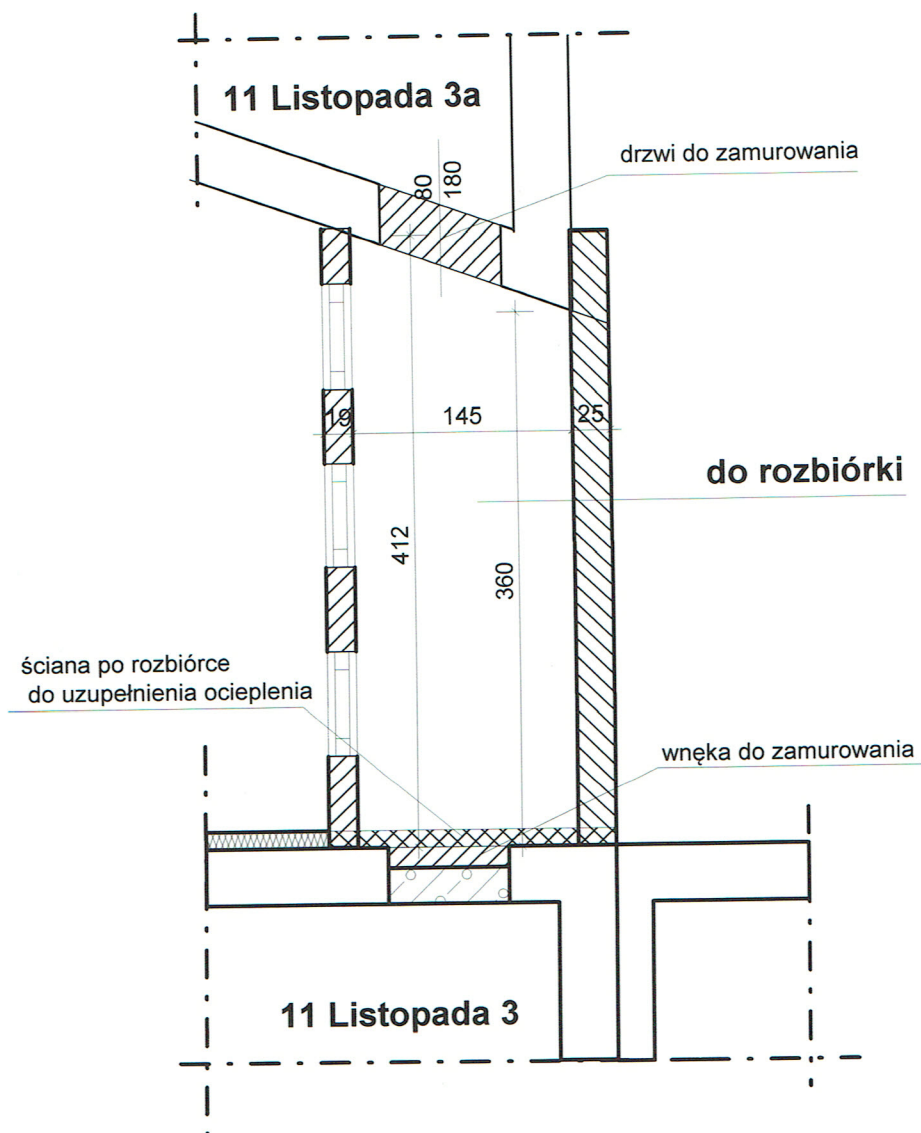 11 Listopada 3a
drzwi do zamurowania
80
180
19
145
25
do rozbiórki
412
360
ściana po rozbiórce
do uzupełnienia ocieplenia
wnęka do zamurowania
11 Listopada 3